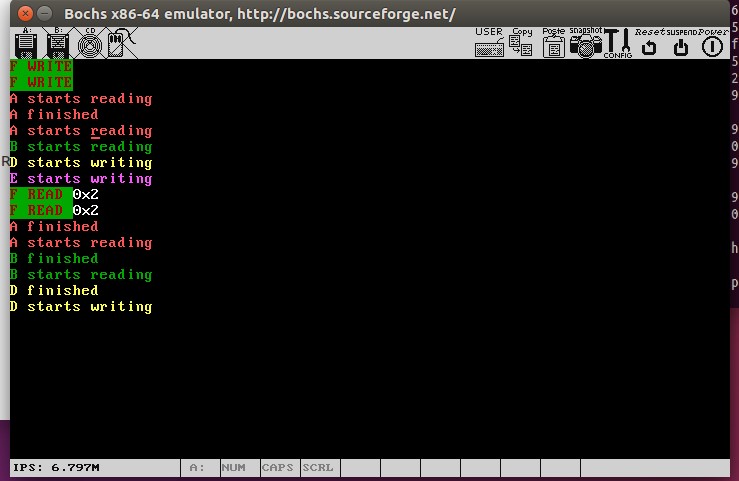 Bochs x86-64 emulator, http://bochs.sourceforge.net/
A: B: CD USER Copy Paste Snapshot CONFIG Reset SUSPEND Power
F WRITE
F WRITE
A starts reading
A finished
A starts reading
B starts reading
D starts writing
E starts writing
F READ 0x2
F READ 0x2
A finished
A starts reading
B finished
B starts reading
D finished
D starts writing
IPS: 6.797M A: NUM CAPS SCRL